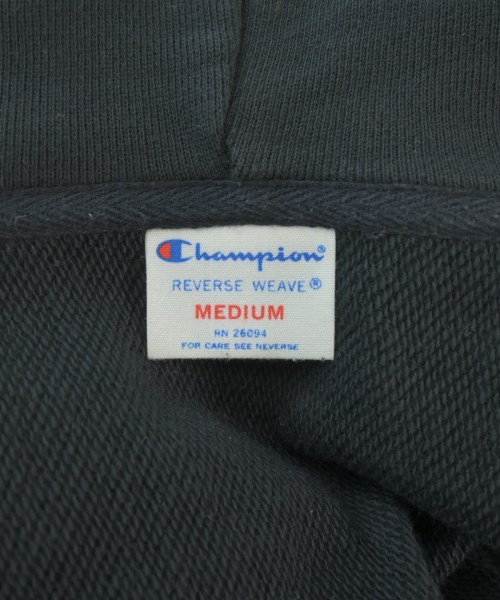 Champion®
REVERSE WEAVE®
MEDIUM
RN 26094
FOR CARE SEE REVERSE